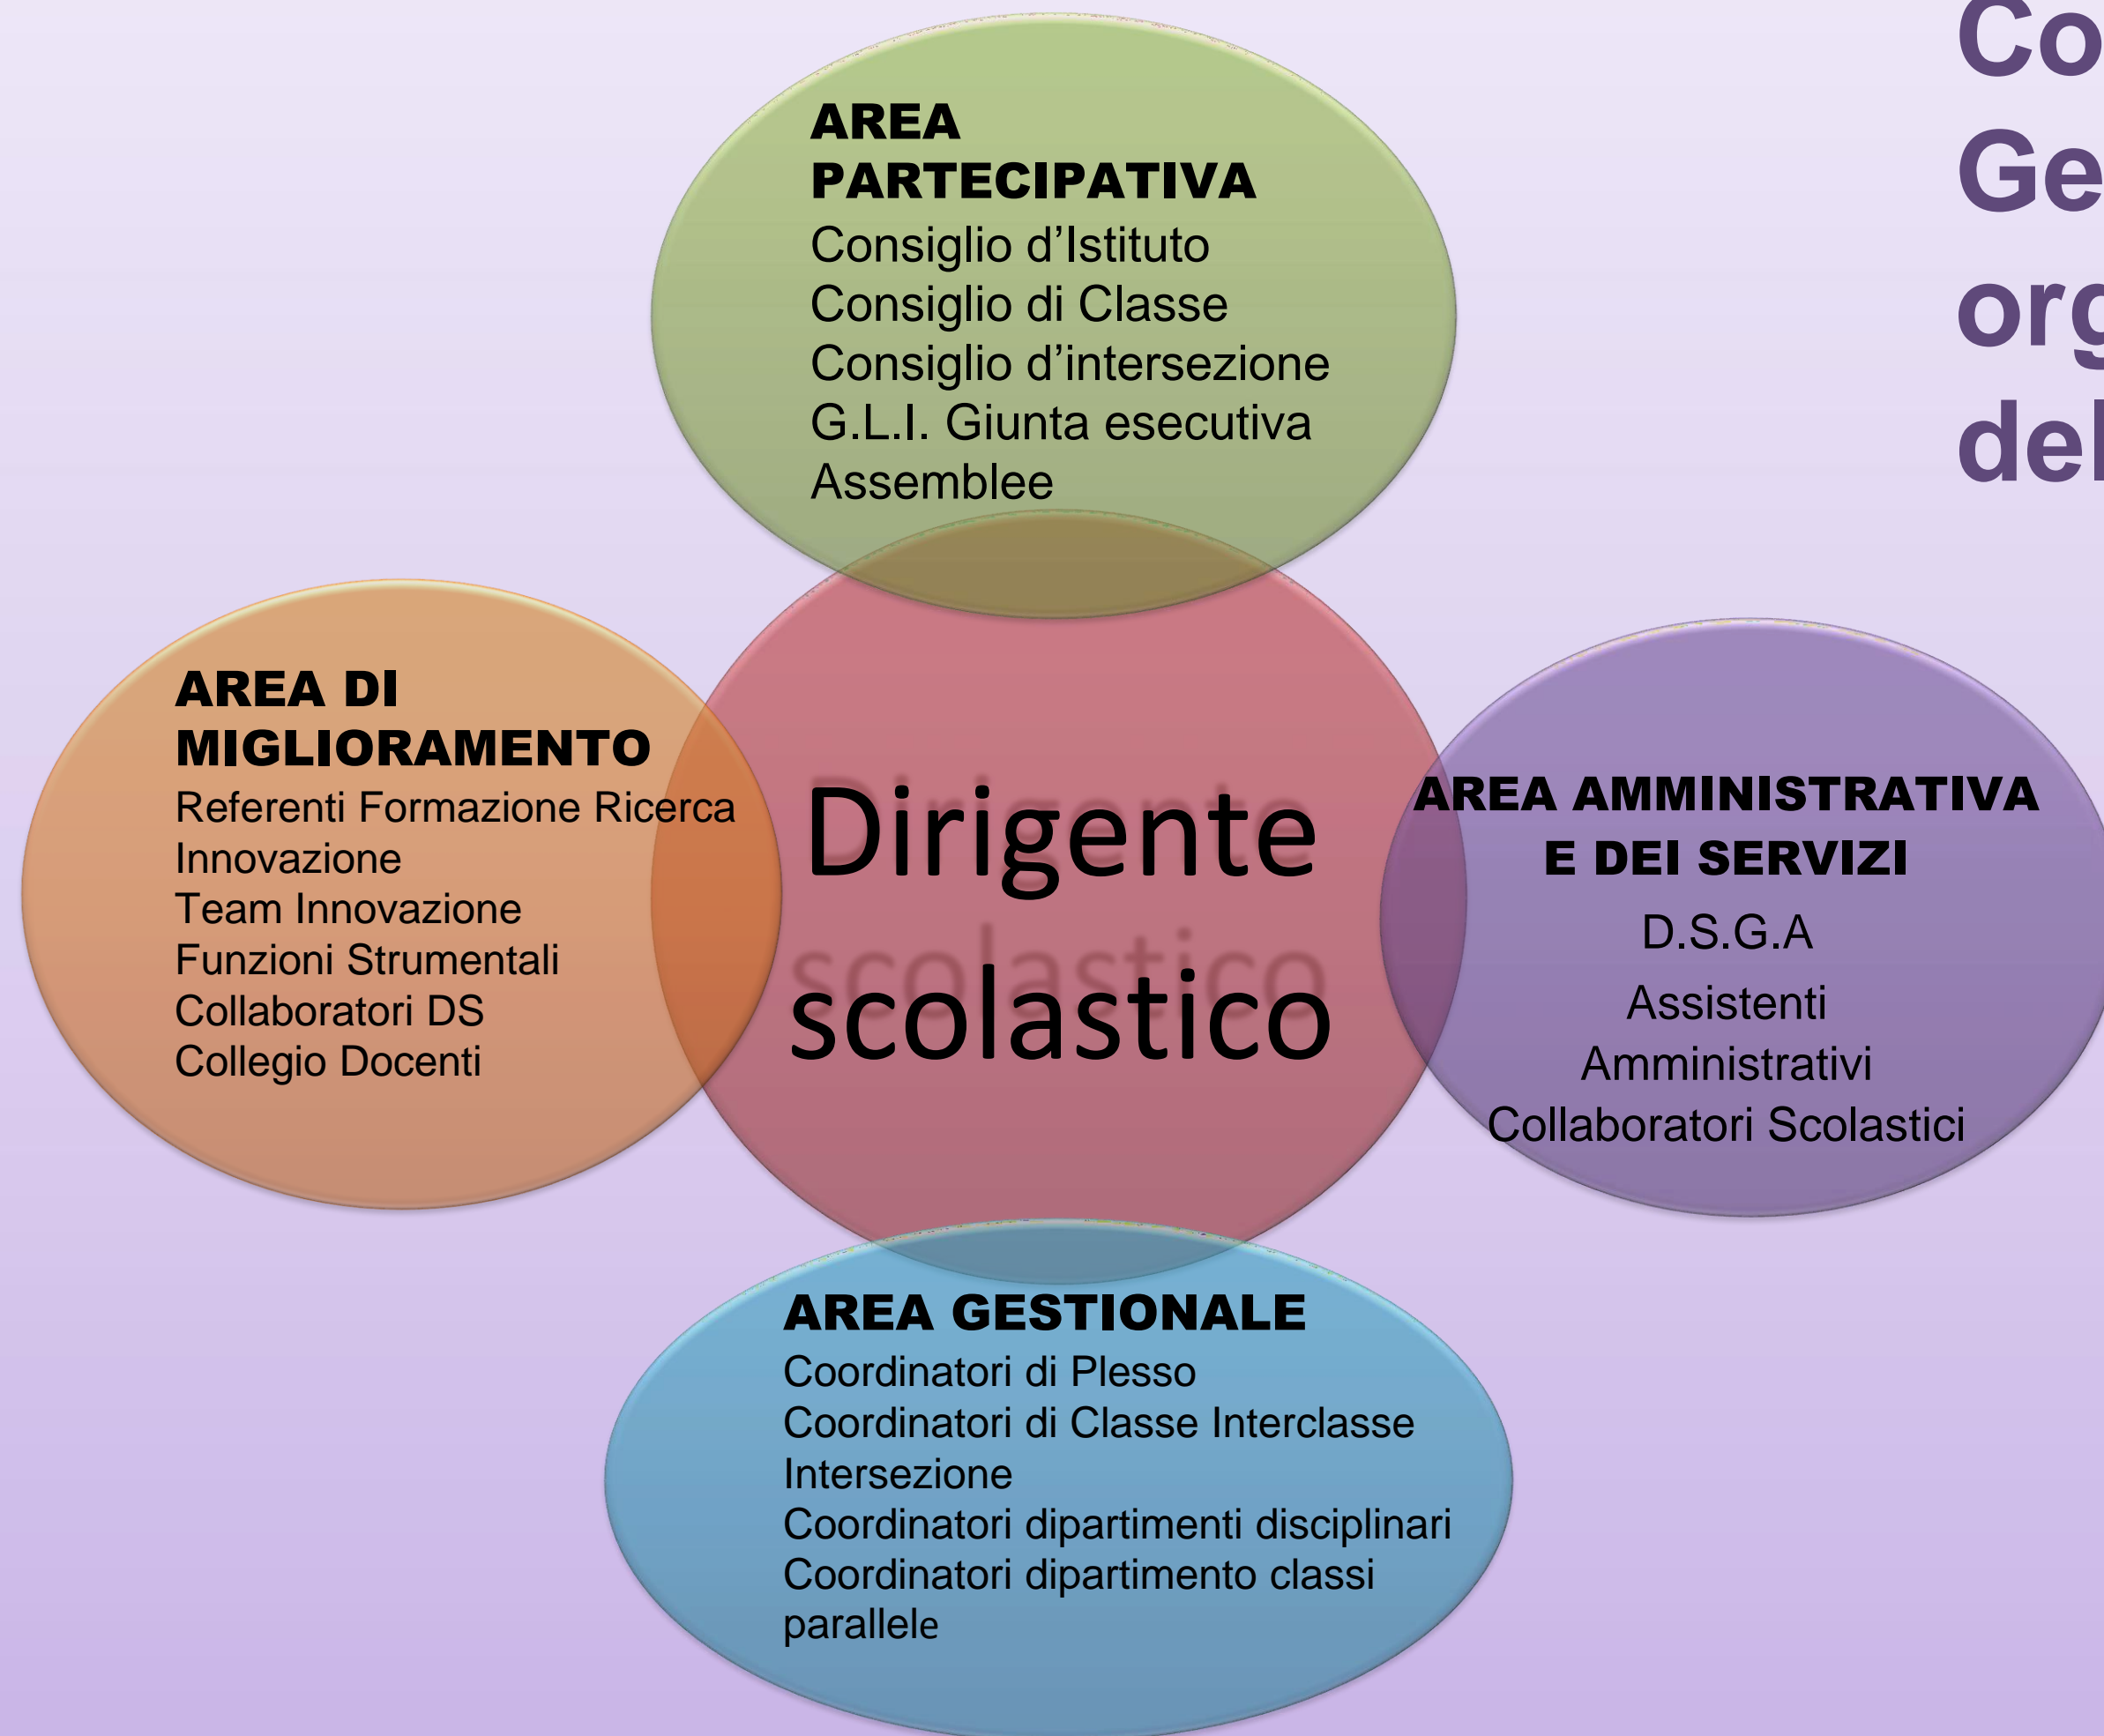 AREA
PARTECIPATIVA
Consiglio d’Istituto
Consiglio di Classe
Consiglio d’intersezione
G.L.I. Giunta esecutiva
Assemblee
AREA DI
MIGLIORAMENTO
Referenti Formazione Ricerca
Innovazione
Team Innovazione
Funzioni Strumentali
Collaboratori DS
Collegio Docenti
Dirigente
scolastico
AREA AMMINISTRATIVA
E DEI SERVIZI
D.S.G.A
Assistenti
Amministrativi
Collaboratori Scolastici
AREA GESTIONALE
Coordinatori di Plesso
Coordinatori di Classe Interclasse
Intersezione
Coordinatori dipartimenti disciplinari
Coordinatori dipartimento classi
parallele